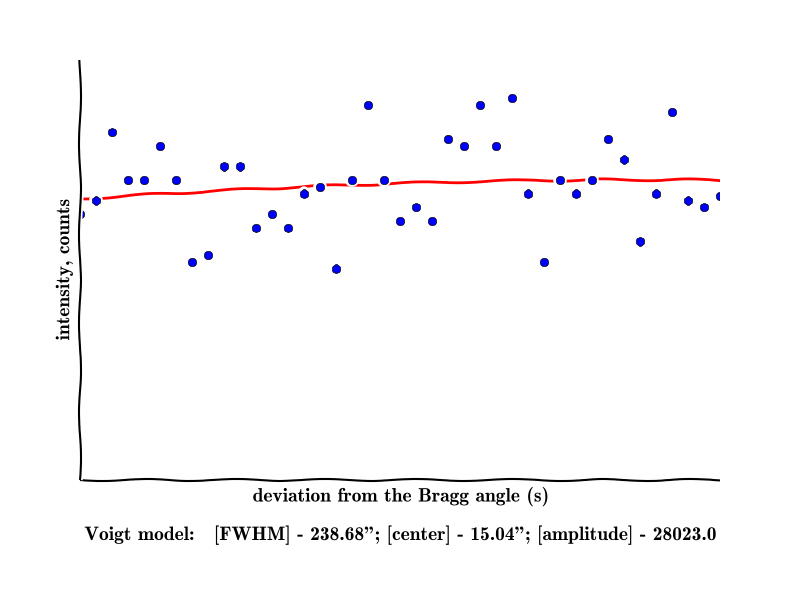 intensity, counts
deviation from the Bragg angle (s)
Voigt model: [FWHM] - 238.68”; [center] - 15.04”; [amplitude] - 28023.0